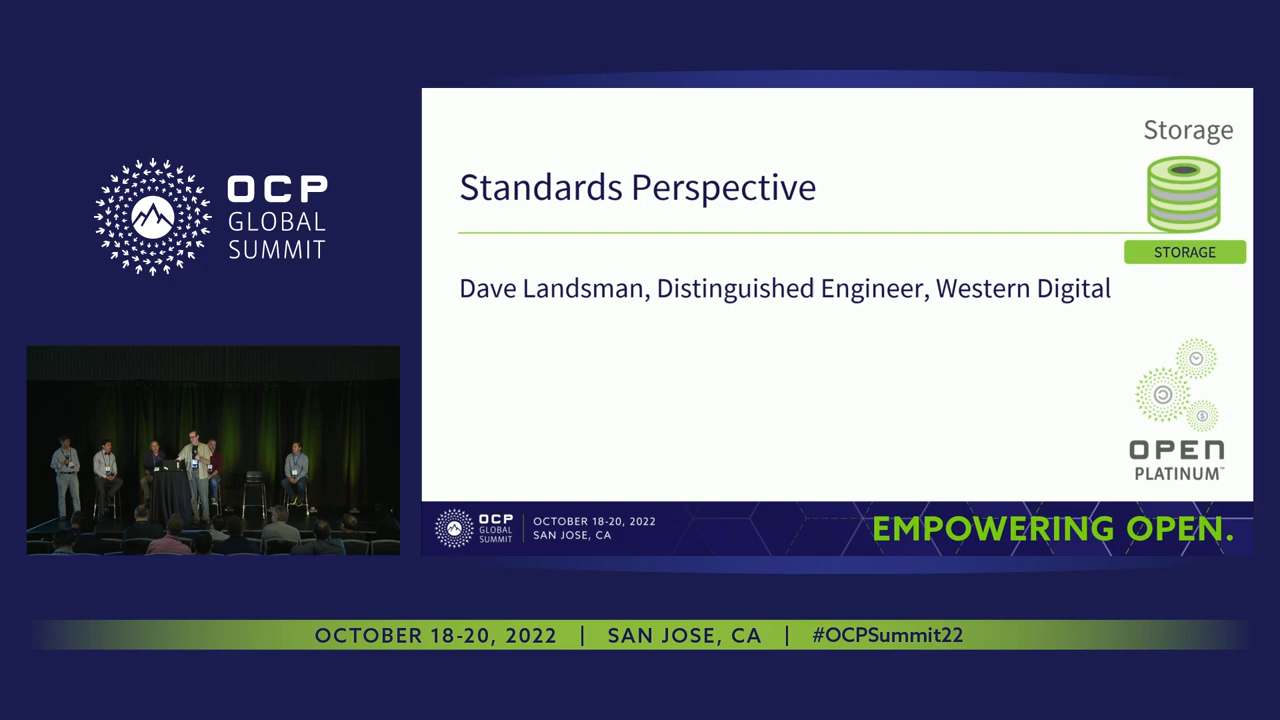 OCP
GLOBAL
SUMMIT
Storage
Standards Perspective
STORAGE
Dave Landsman, Distinguished Engineer, Western Digital
OPEN
PLATINUM™
OCP
GLOBAL
SUMMIT
OCTOBER 18-20, 2022
SAN JOSE, CA
EMPOWERING OPEN.
OCTOBER 18-20, 2022 | SAN JOSE, CA | #OCPSummit22